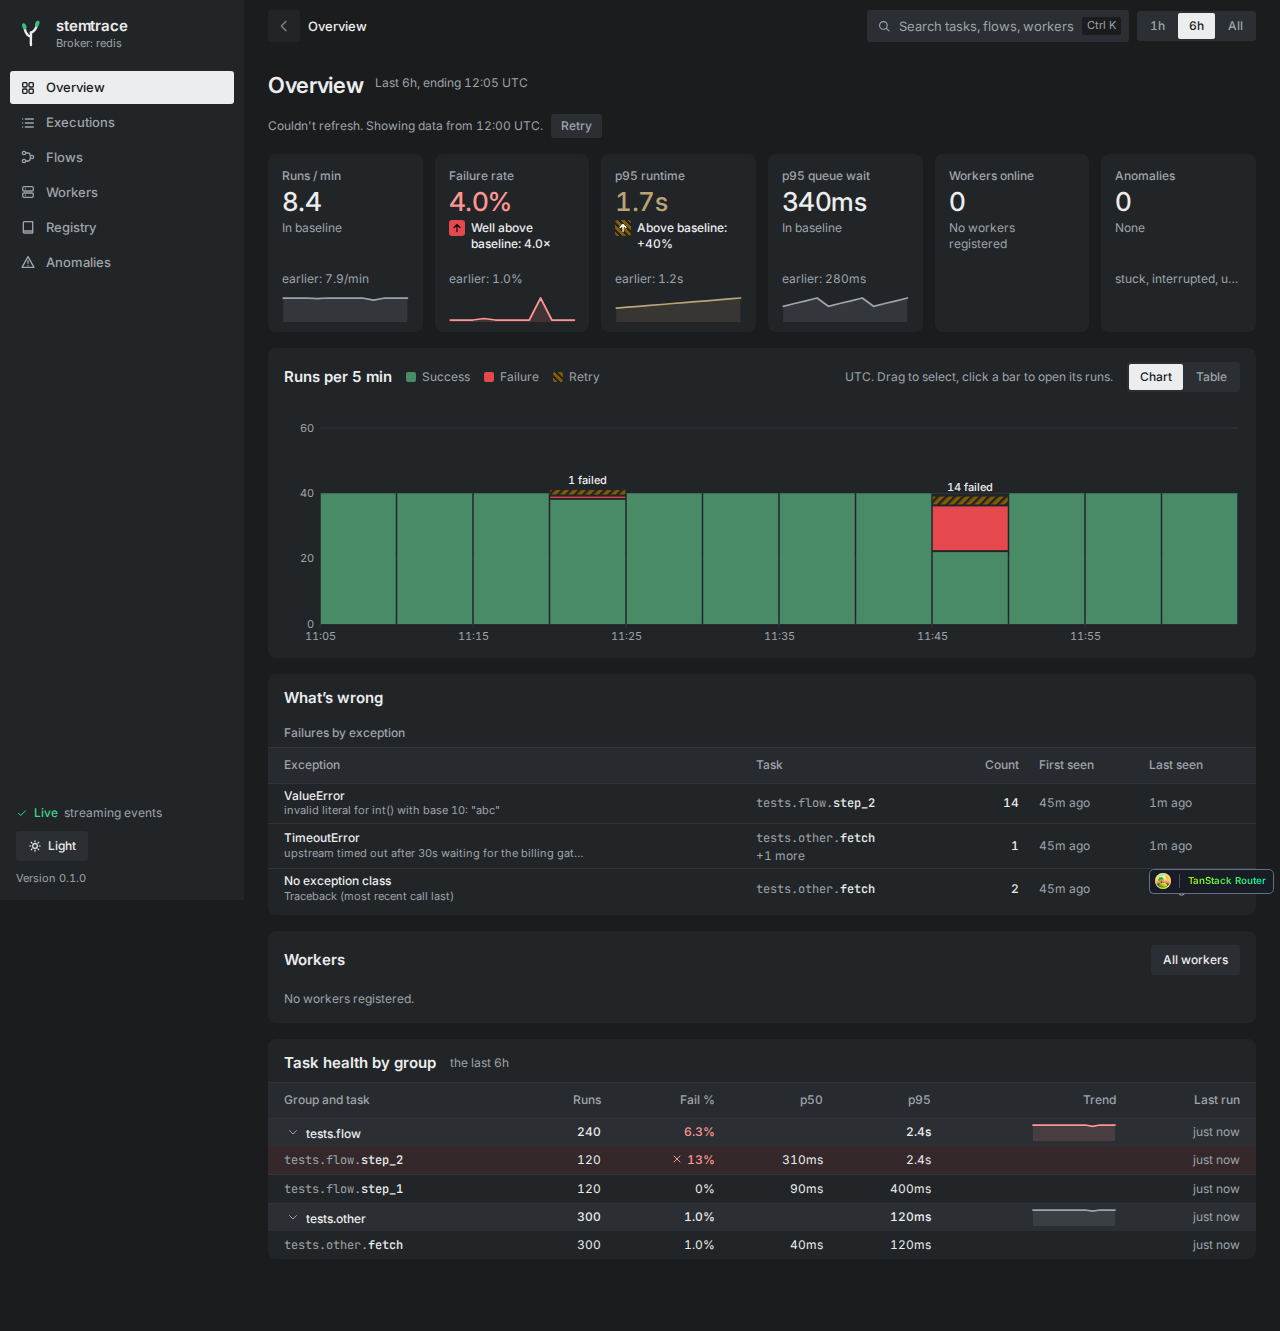 stemtrace
Broker: redis
Overview
Executions
Flows
Workers
Registry
Anomalies
Live streaming events
Light
Version 0.1.0
Overview
Search tasks, flows, workers Ctrl K
1h 6h All
Overview Last 6h, ending 12:05 UTC
Couldn't refresh. Showing data from 12:00 UTC. Retry
Runs / min
8.4
In baseline
earlier: 7.9/min
Failure rate
4.0%
Well above
baseline: 4.0×
earlier: 1.0%
p95 runtime
1.7s
Above baseline:
+40%
earlier: 1.2s
p95 queue wait
340ms
In baseline
earlier: 280ms
Workers online
0
No workers
registered
Anomalies
0
None
stuck, interrupted, u...
Runs per 5 min Success Failure Retry
UTC. Drag to select, click a bar to open its runs. Chart Table
60
1 failed
14 failed
40
20
0
11:05 11:15 11:25 11:35 11:45 11:55
What's wrong
Failures by exception
Exception Task Count First seen Last seen
ValueError
invalid literal for int() with base 10: "abc"
tests.flow.step_2 14 45m ago 1m ago
TimeoutError
upstream timed out after 30s waiting for the billing gat...
tests.other.fetch
+1 more
1 45m ago 1m ago
No exception class
Traceback (most recent call last)
tests.other.fetch 2 45m ago
TanStack Router
Workers All workers
No workers registered.
Task health by group the last 6h
Group and task Runs Fail % p50 p95 Trend Last run
tests.flow 240 6.3% 2.4s just now
tests.flow.step_2 120 13% 310ms 2.4s just now
tests.flow.step_1 120 0% 90ms 400ms just now
tests.other 300 1.0% 120ms just now
tests.other.fetch 300 1.0% 40ms 120ms just now